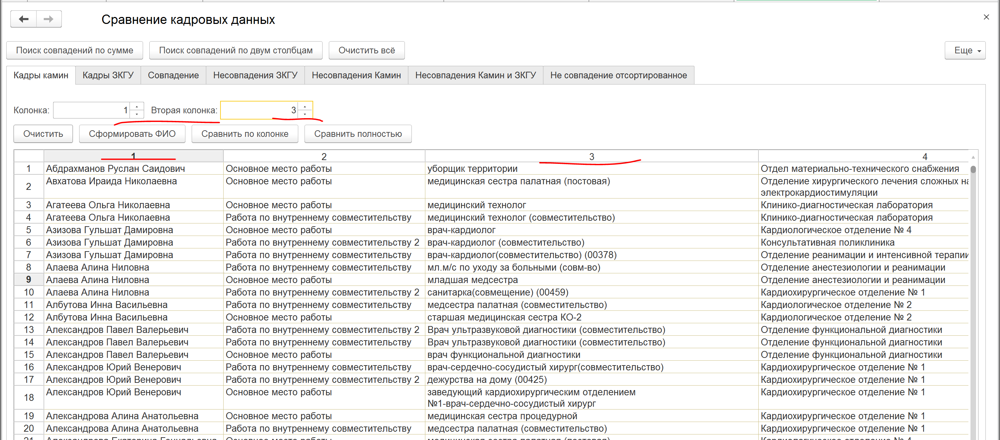 Сравнение кадровых данных
Поиск совпадений по сумме Поиск совпадений по двум столбцам Очистить всё Еще
Кадры камин Кадры ЗКГУ Совпадение Несовпадения ЗКГУ Несовпадения Камин Несовпадения Камин и ЗКГУ Не совпадение отсортированное
Колонка: 1 Вторая колонка: 3
Очистить Сформировать ФИО Сравнить по колонке Сравнить полностью
1 2 3 4
1 Абдрахманов Руслан Саидович Основное место работы уборщик территории Отдел материально-технического снабжения
2 Авхатова Ираида Николаевна Основное место работы медицинская сестра палатная (постовая) Отделение хирургического лечения сложных
электрокардиостимуляции
3 Агатеева Ольга Николаевна Основное место работы медицинский технолог Клинико-диагностическая лаборатория
4 Агатеева Ольга Николаевна Работа по внутреннему совместительству медицинский технолог (совместительство) Клинико-диагностическая лаборатория
5 Азизова Гульшат Дамировна Основное место работы врач-кардиолог Кардиологическое отделение № 4
6 Азизова Гульшат Дамировна Работа по внутреннему совместительству 2 врач-кардиолог (совместительство) Консультативная поликлиника
7 Азизова Гульшат Дамировна Работа по внутреннему совместительству врач-кардиолог(совместительство) (00378) Отделение реанимации и интенсивной терапии
8 Алаева Алина Ниловна Работа по внутреннему совместительству мл.м/с по уходу за больными (совм-во) Отделение анестезиологии и реанимации
9 Алаева Алина Ниловна Основное место работы младшая медсестра Отделение анестезиологии и реанимации
10 Алаева Алина Ниловна Работа по внутреннему совместительству 2 санитарка(совмещение) (00459) Кардиохирургическое отделение № 1
11 Албутова Инна Васильевна Работа по внутреннему совместительству медсестра палатная (совместительство) Кардиологическое отделение № 2
12 Албутова Инна Васильевна Основное место работы старшая медицинская сестра КО-2 Кардиологическое отделение № 2
13 Александров Павел Валерьевич Работа по внутреннему совместительству 2 Врач ультразвуковой диагностики (совместительство) Отделение функциональной диагностики
14 Александров Павел Валерьевич Работа по внутреннему совместительству Врач ультразвуковой диагностики (совместительство) Отделение функциональной диагностики
15 Александров Павел Валерьевич Основное место работы врач функциональной диагностики Отделение функциональной диагностики
16 Александров Юрий Венерович Работа по внутреннему совместительству врач-сердечно-сосудистый хирург(совместительство) Кардиохирургическое отделение № 1
17 Александров Юрий Венерович Работа по внутреннему совместительству 2 дежурства на дому (00425) Кардиохирургическое отделение № 1
18 Александров Юрий Венерович Основное место работы заведующий кардиохирургическим отделением Кардиохирургическое отделение № 1
№1-врач-сердечно-сосудистый хирург
19 Александрова Алина Анатольевна Основное место работы медицинская сестра процедурной Кардиохирургическое отделение № 1
20 Александрова Алина Анатольевна Работа по внутреннему совместительству медсестра палатная (совместительство) Кардиохирургическое отделение № 1